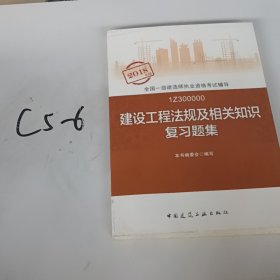 C5-6
2018
全国一级建造师执业资格考试辅导
1Z300000
建设工程法规及相关知识
复习题集
本书编委会 编写
中国建筑工业出版社